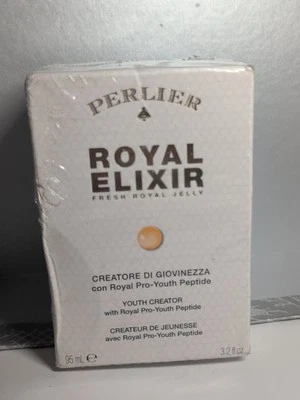 PERLIER
ROYAL
ELIXIR
FRESH ROYAL JELLY
CREATORE DI GIOVINEZZA
con Royal Pro-Youth Peptide
YOUTH CREATOR
with Royal Pro-Youth Peptide
CREATEUR DE JEUNESSE
avec Royal Pro-Youth Peptide
95 mL ℮ 3.2 fl oz